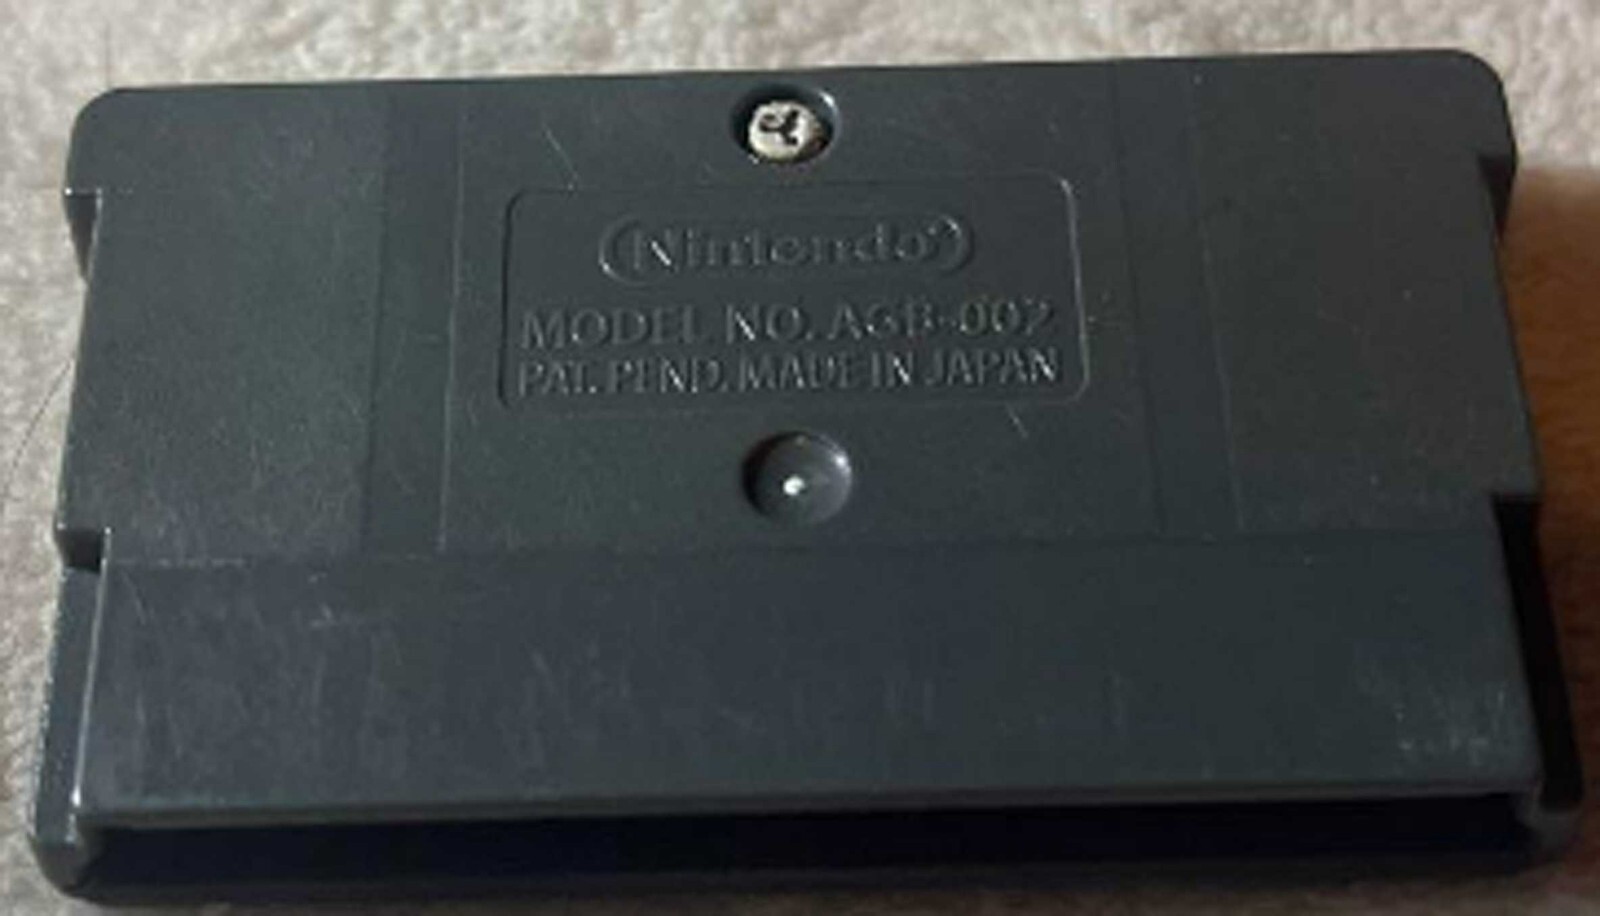 Nintendo®
MODEL NO. AGB-002
PAT. PEND. MADE IN JAPAN